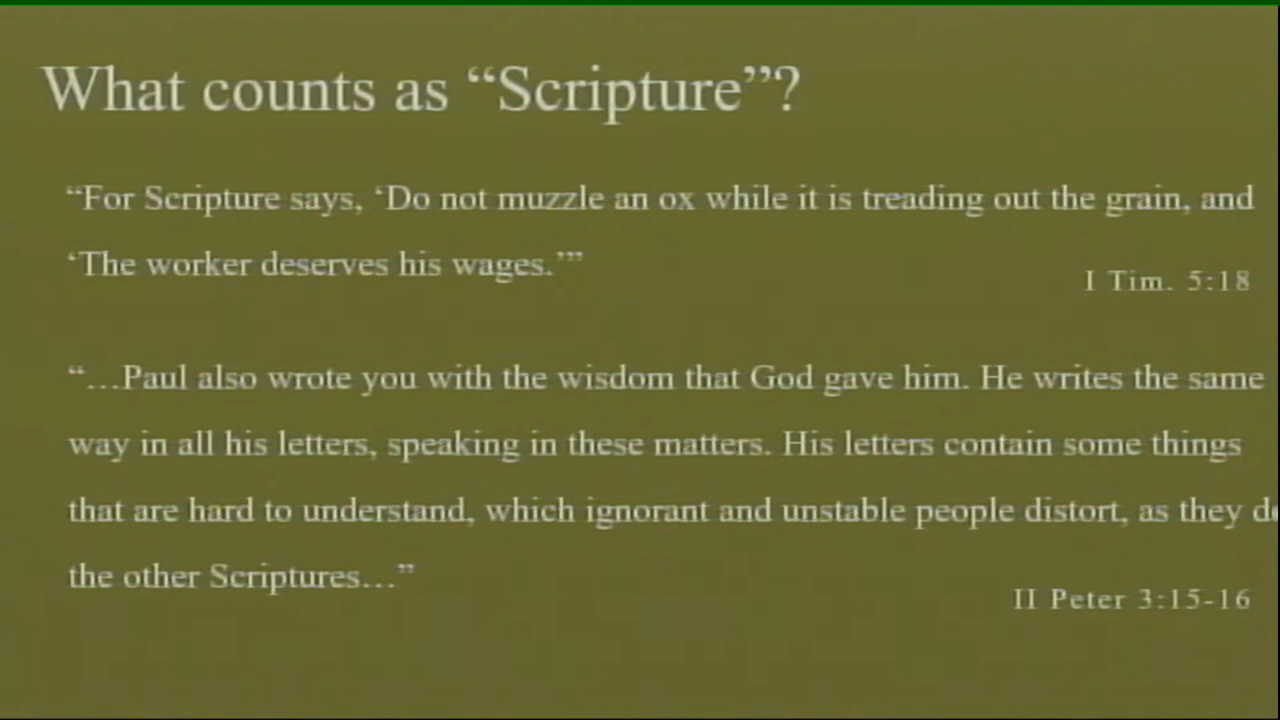 What counts as “Scripture”?
“For Scripture says, ‘Do not muzzle an ox while it is treading out the grain, and
‘The worker deserves his wages.’”
I Tim. 5:18
“…Paul also wrote you with the wisdom that God gave him. He writes the same
way in all his letters, speaking in these matters. His letters contain some things
that are hard to understand, which ignorant and unstable people distort, as they
the other Scriptures…”
II Peter 3:15-16